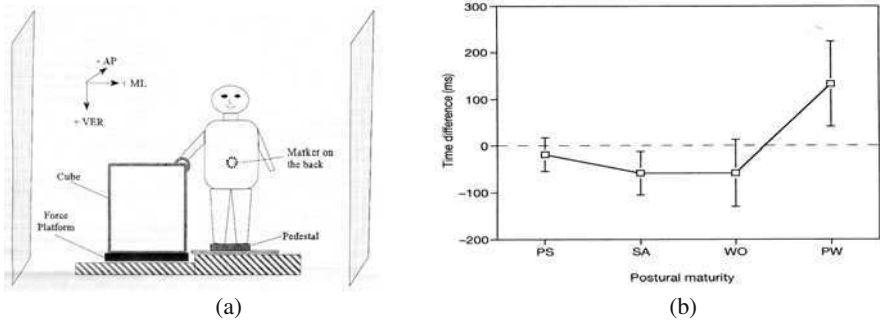 - AP
+ ML
+ VER
Marker on
the back
Cube
Force
Platform
Pedestal
(a)
Time difference (ms)
300
200
100
0
−100
−200
PS
SA
WO
PW
Postural maturity
(b)